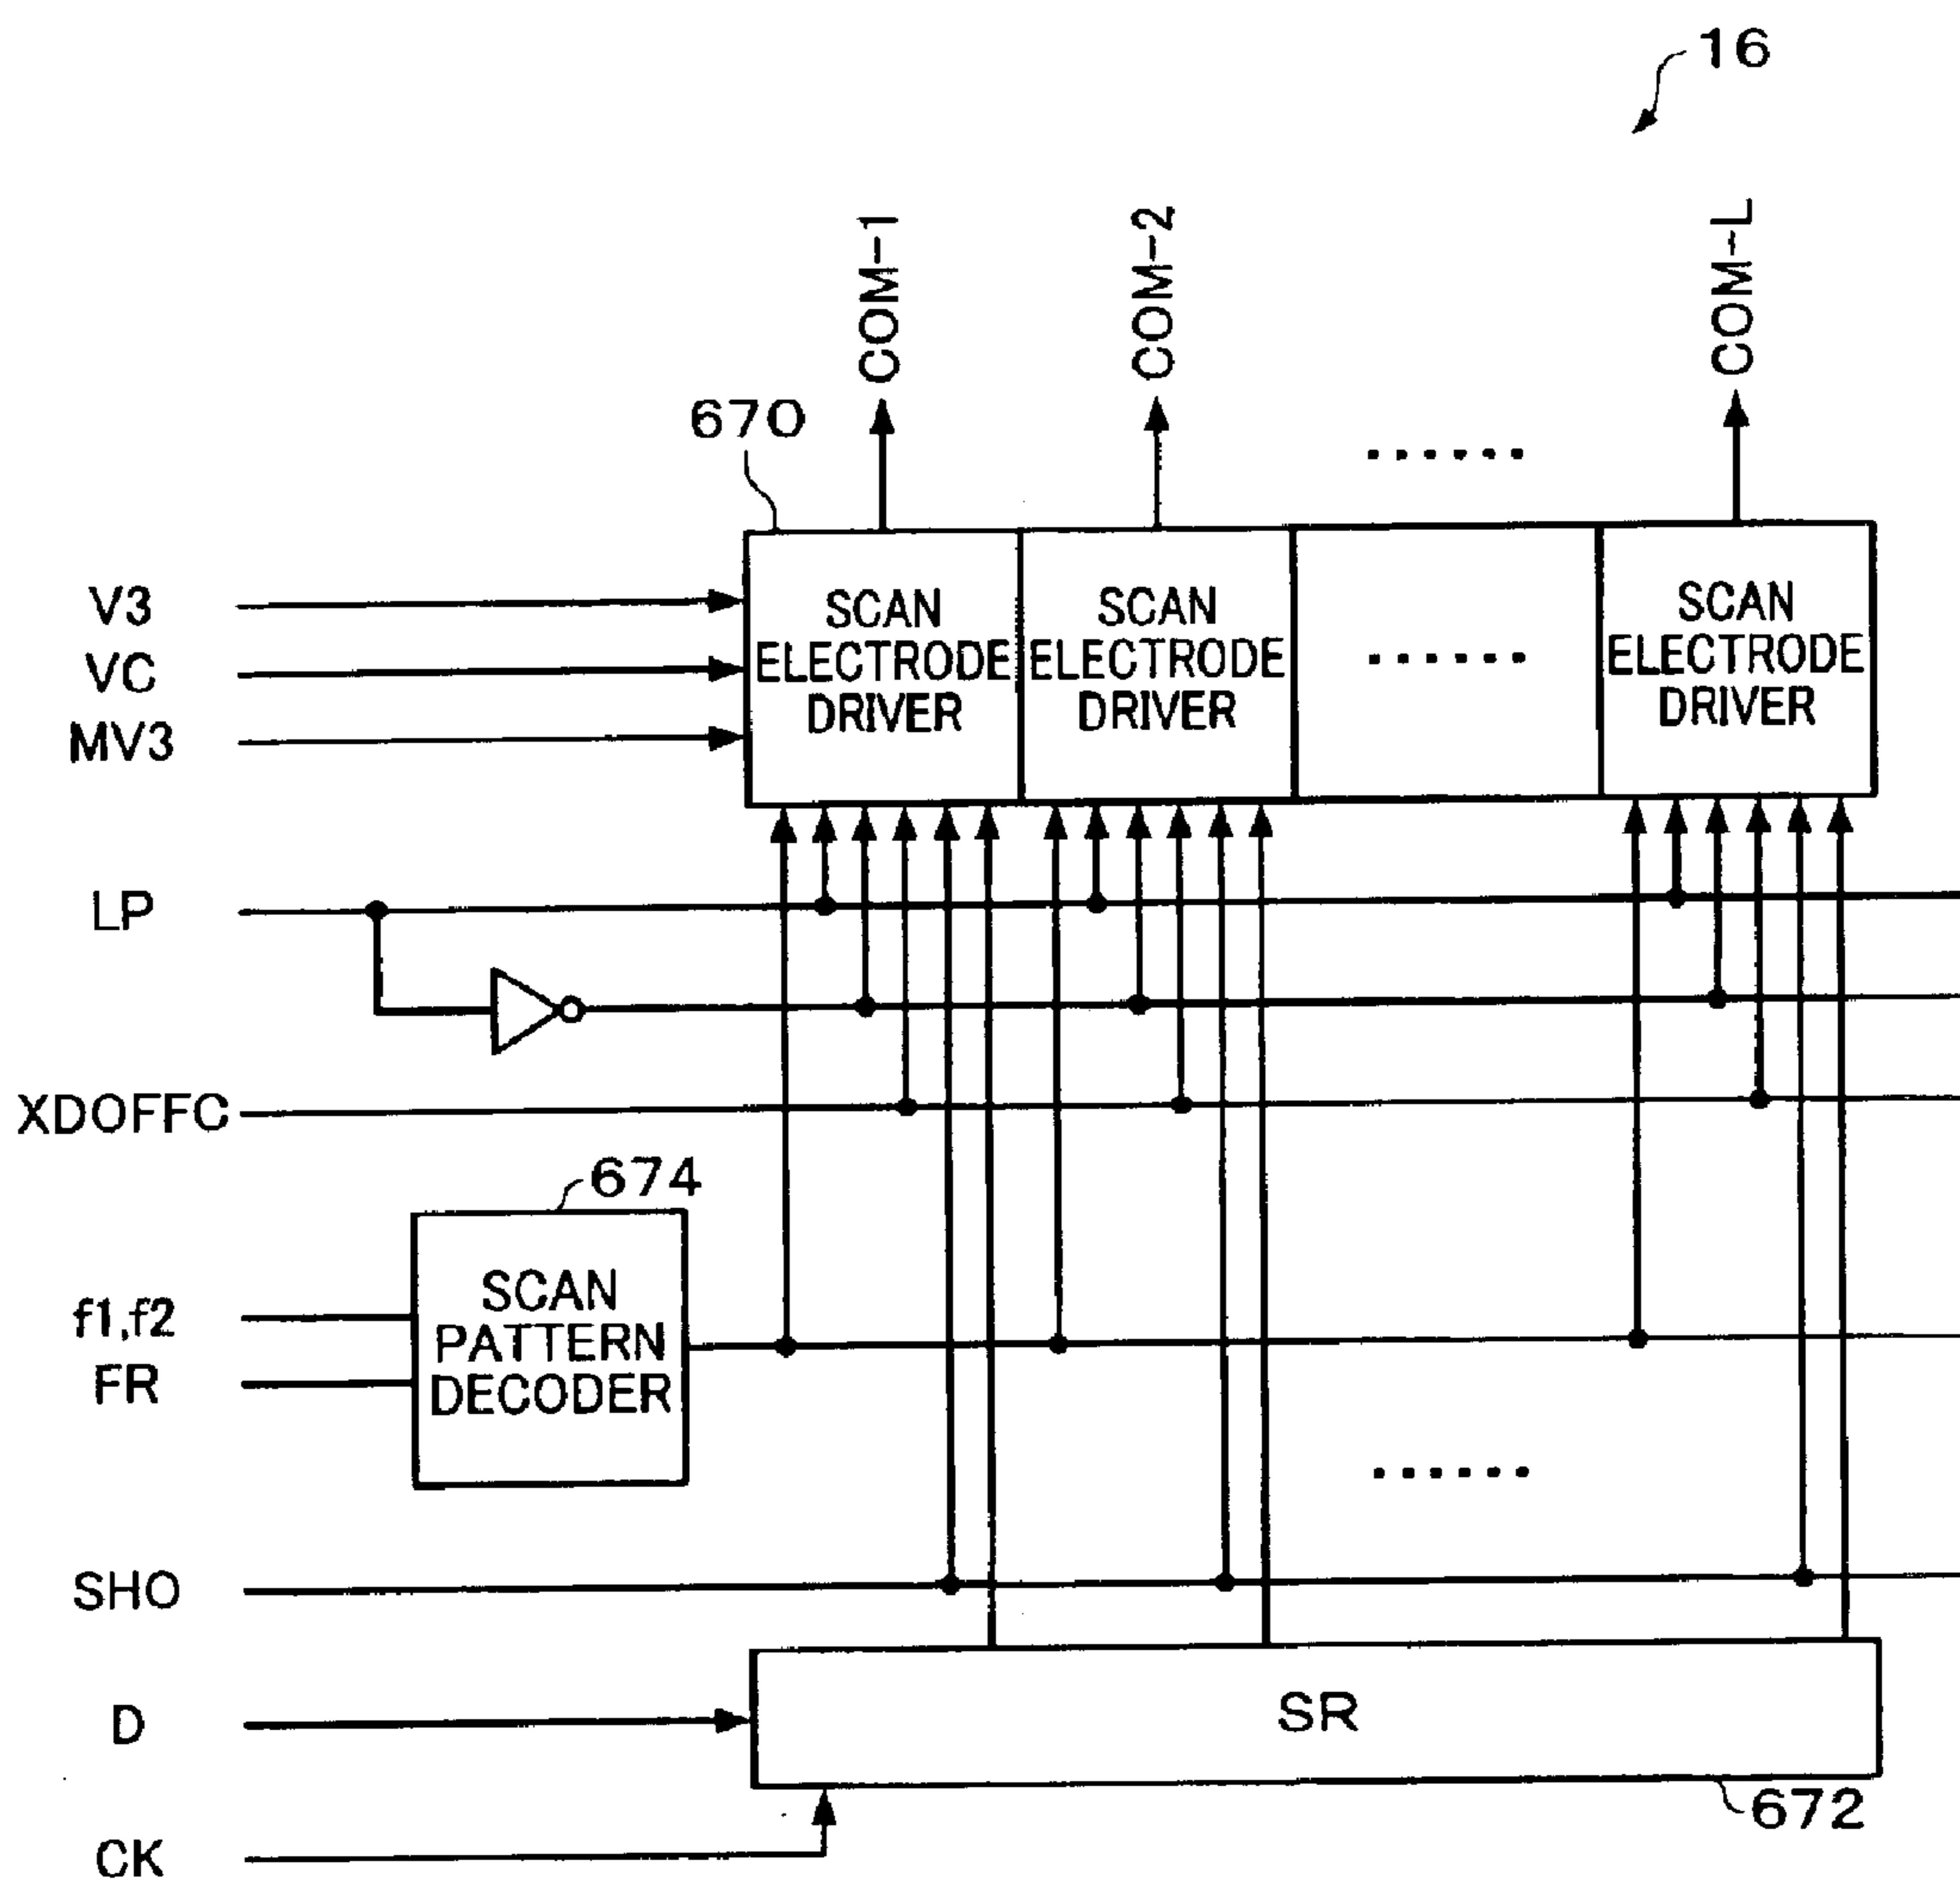 16
COM-1
COM-2
COM-L
670
......
V3
VC
MV3
SCAN
ELECTRODE
DRIVER
SCAN
ELECTRODE
DRIVER
......
SCAN
ELECTRODE
DRIVER
LP
XDOFFC
674
f1,f2
FR
SCAN
PATTERN
DECODER
......
SHO
D
SR
672
CK